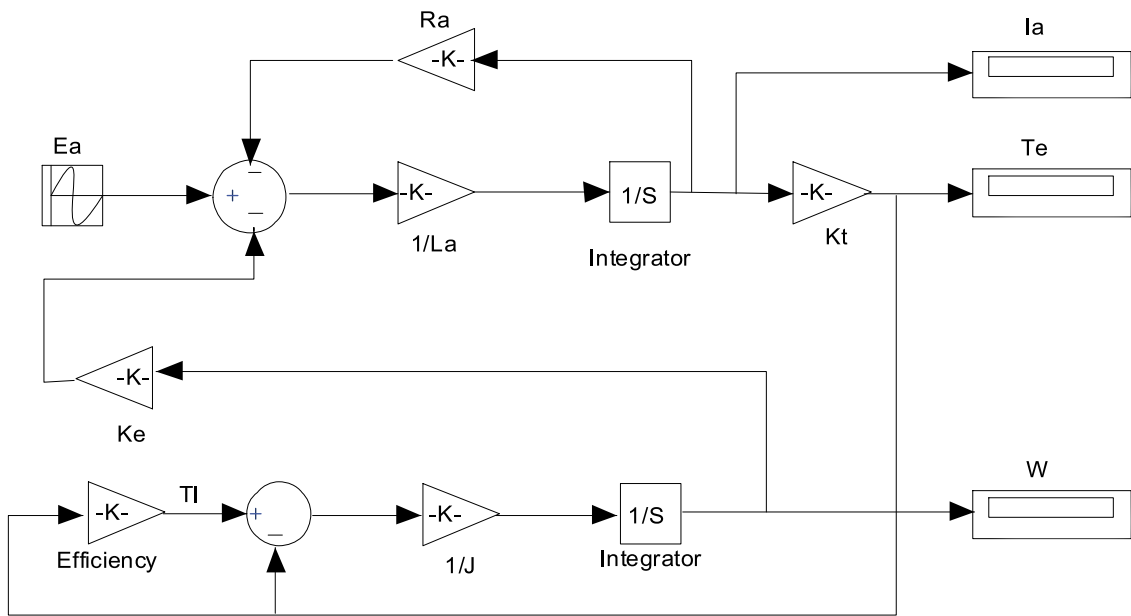 Ra
-K-
Ia
Ea
Te
+
−
−
-K-
1/La
1/S
Integrator
-K-
Kt
-K-
Ke
W
-K-
Efficiency
Tl
+
−
-K-
1/J
1/S
Integrator